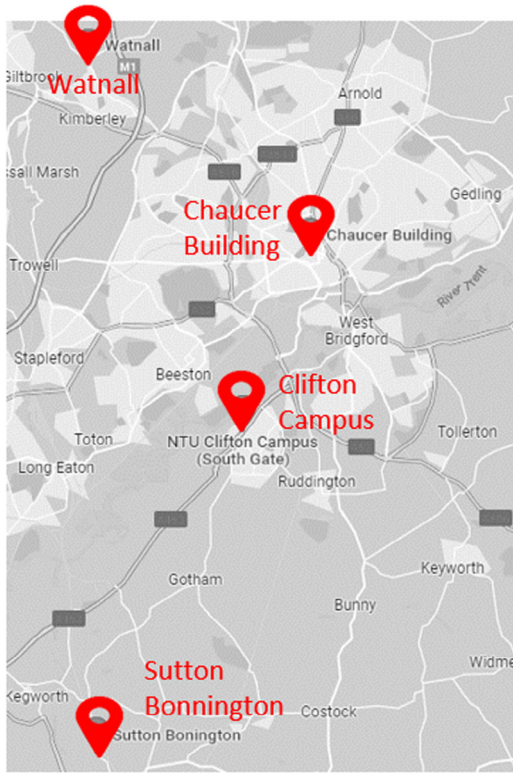 Watnall
M1
Giltbrook
Watnall
Kimberley
Arnold
ssall Marsh
Gedling
Chaucer
Building
Chaucer Building
Trowell
River Trent
West
Bridgford
Stapleford
Beeston
Clifton
Campus
Toton
NTU Clifton Campus
(South Gate)
Tollerton
Long Eaton
Ruddington
Gotham
Keyworth
Bunny
Sutton
Bonnington
Widme
Kegworth
Costock
Sutton Bonington